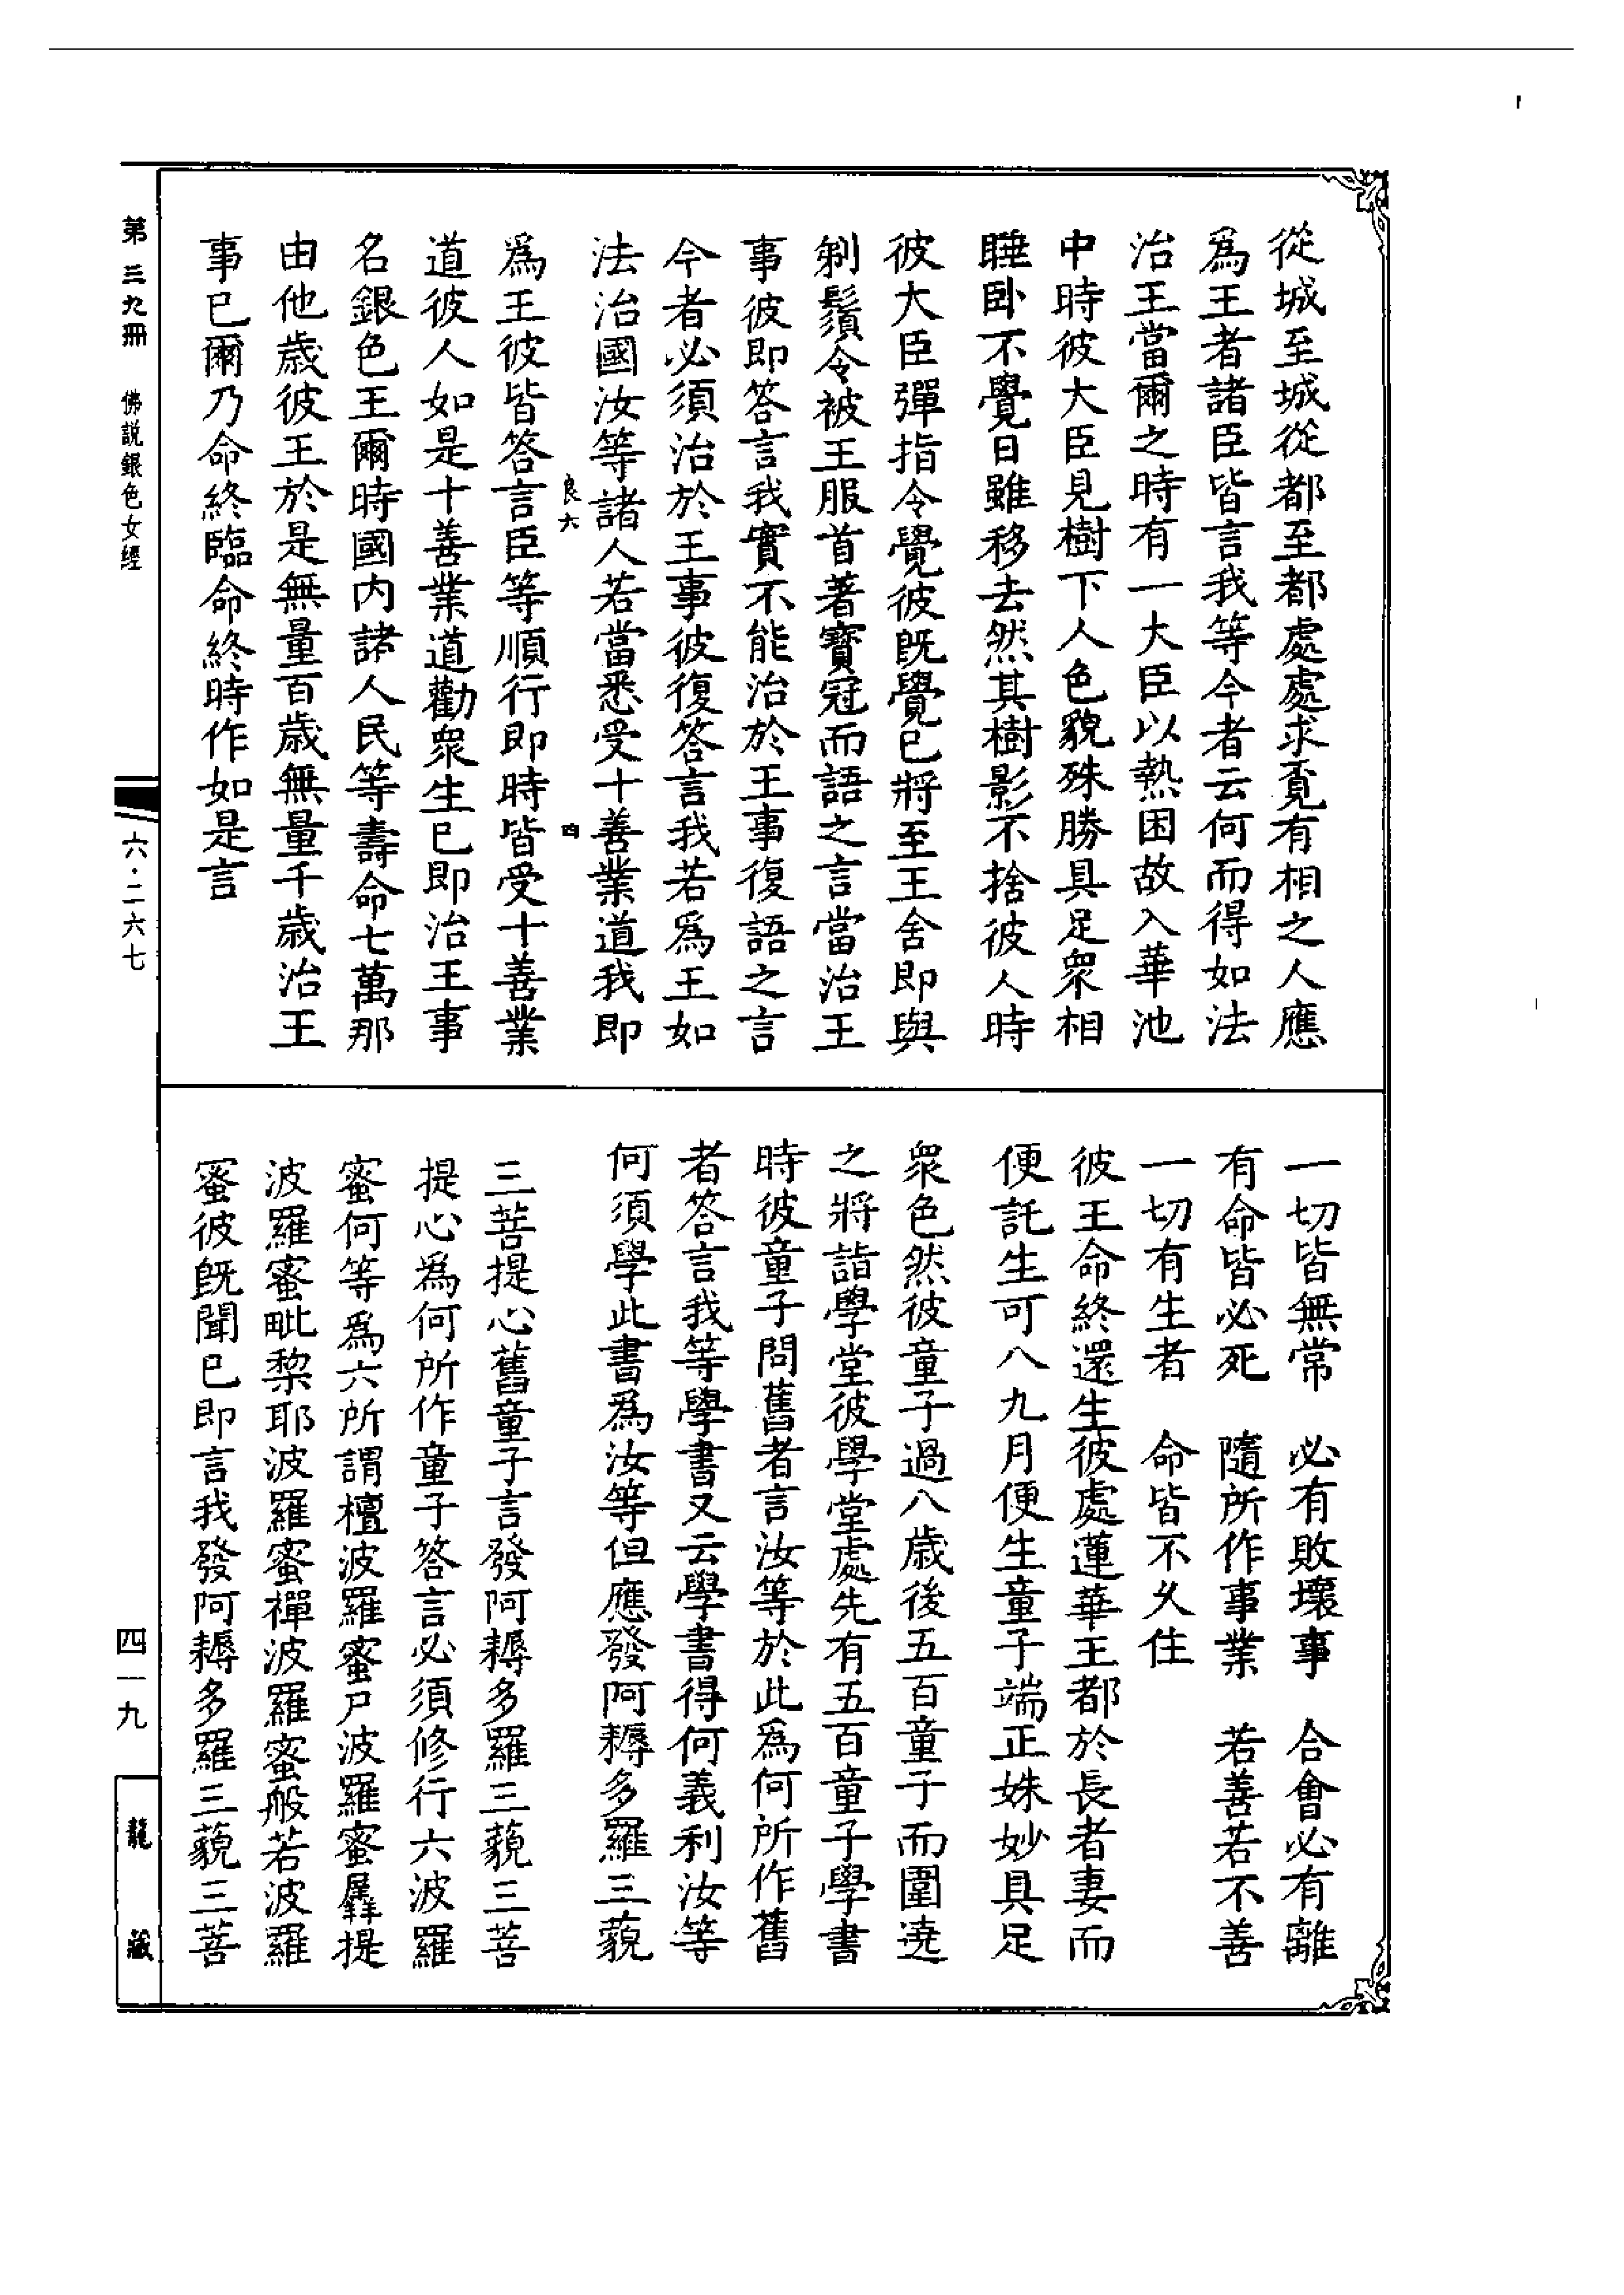 從城至城從都至都處處求覓有相之人應
爲王者諸臣皆言我等今者云何而得如法
治王當爾之時有一大臣以熱困故入華池
中時彼大臣見樹下人色貌殊勝具足衆相
睡卧不覺日雖移去然其樹影不捨彼人時
彼大臣彈指令覺彼旣覺已將至王舍即與
剃鬚令被王服首著寳冠而語之言當治王
事彼即答言我實不能治於王事復語之言
今者必須治於王事彼復答言我若爲王如
法治國汝等諸人若當悉受十善業道我即
良六 四
爲王彼皆答言臣等順行即時皆受十善業
道彼人如是十善業道勸衆生已即治王事
名銀色王爾時國内諸人民等壽命七萬那
由他歳彼王於是無量百歳無量千歳治王
事已爾乃命終臨命終時作如是言
一切皆無常 必有敗壞事 合會必有離
有命皆必死 隨所作事業 若善若不善
一切有生者 命皆不久住
彼王命終還生彼處蓮華王都於長者妻而
便託生可八九月便生童子端正姝妙具足
衆色然彼童子過八歳後五百童子而圍遶
之將詣學堂彼學堂處先有五百童子學書
時彼童子問舊者言汝等於此爲何所作舊
者答言我等學書又云學書得何義利汝等
何須學此書爲汝等但應發阿耨多羅三藐
三菩提心舊童子言發阿耨多羅三藐三菩
提心爲何所作童子答言必須修行六波羅
蜜何等爲六所謂檀波羅蜜尸波羅蜜羼提
波羅蜜毗棃耶波羅蜜禪波羅蜜般若波羅
蜜彼旣聞已即言我發阿耨多羅三藐三菩
第三九冊 佛説銀色女經
六·二六七
四一九
龍藏